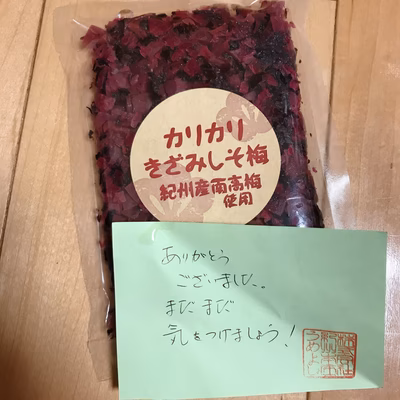 カリカリ
きざみしそ梅
紀州産南高梅
使用
ありがとう
ございました。
まだまだ
気をつけましょう!